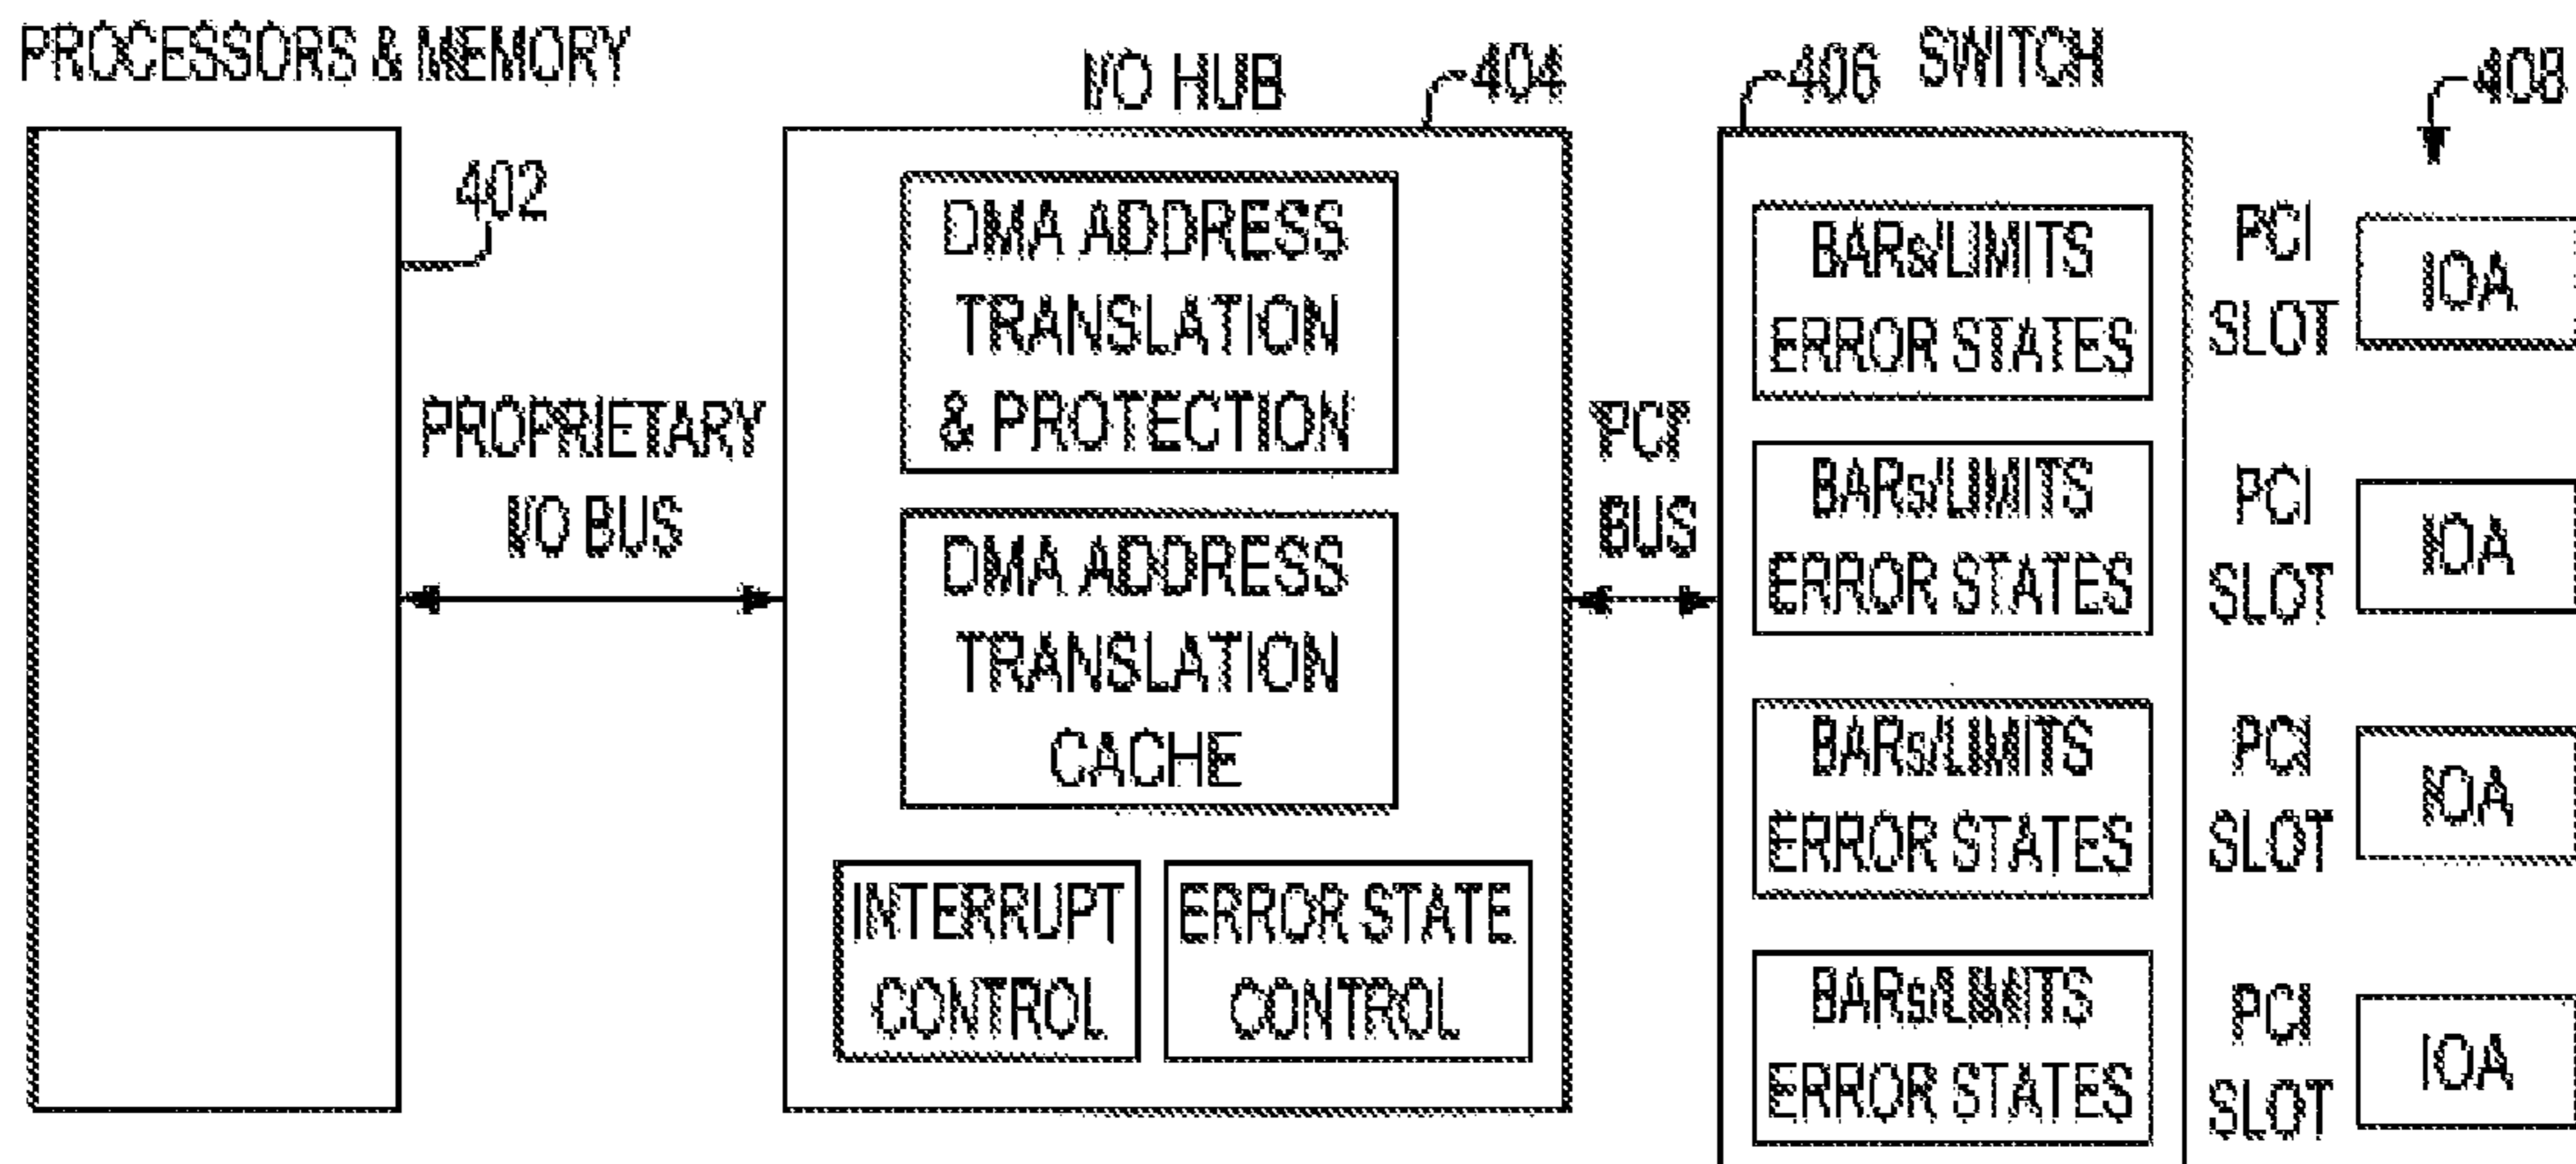 PROCESSORS & MEMORY
402
PROPRIETARY
I/O BUS
I/O HUB
404
DMA ADDRESS
TRANSLATION
& PROTECTION
DMA ADDRESS
TRANSLATION
CACHE
INTERRUPT
CONTROL
ERROR STATE
CONTROL
PCI
BUS
406
SWITCH
BARs/LIMITS
ERROR STATES
BARs/LIMITS
ERROR STATES
BARs/LIMITS
ERROR STATES
BARs/LIMITS
ERROR STATES
408
PCI
SLOT
IOA
PCI
SLOT
IOA
PCI
SLOT
IOA
PCI
SLOT
IOA